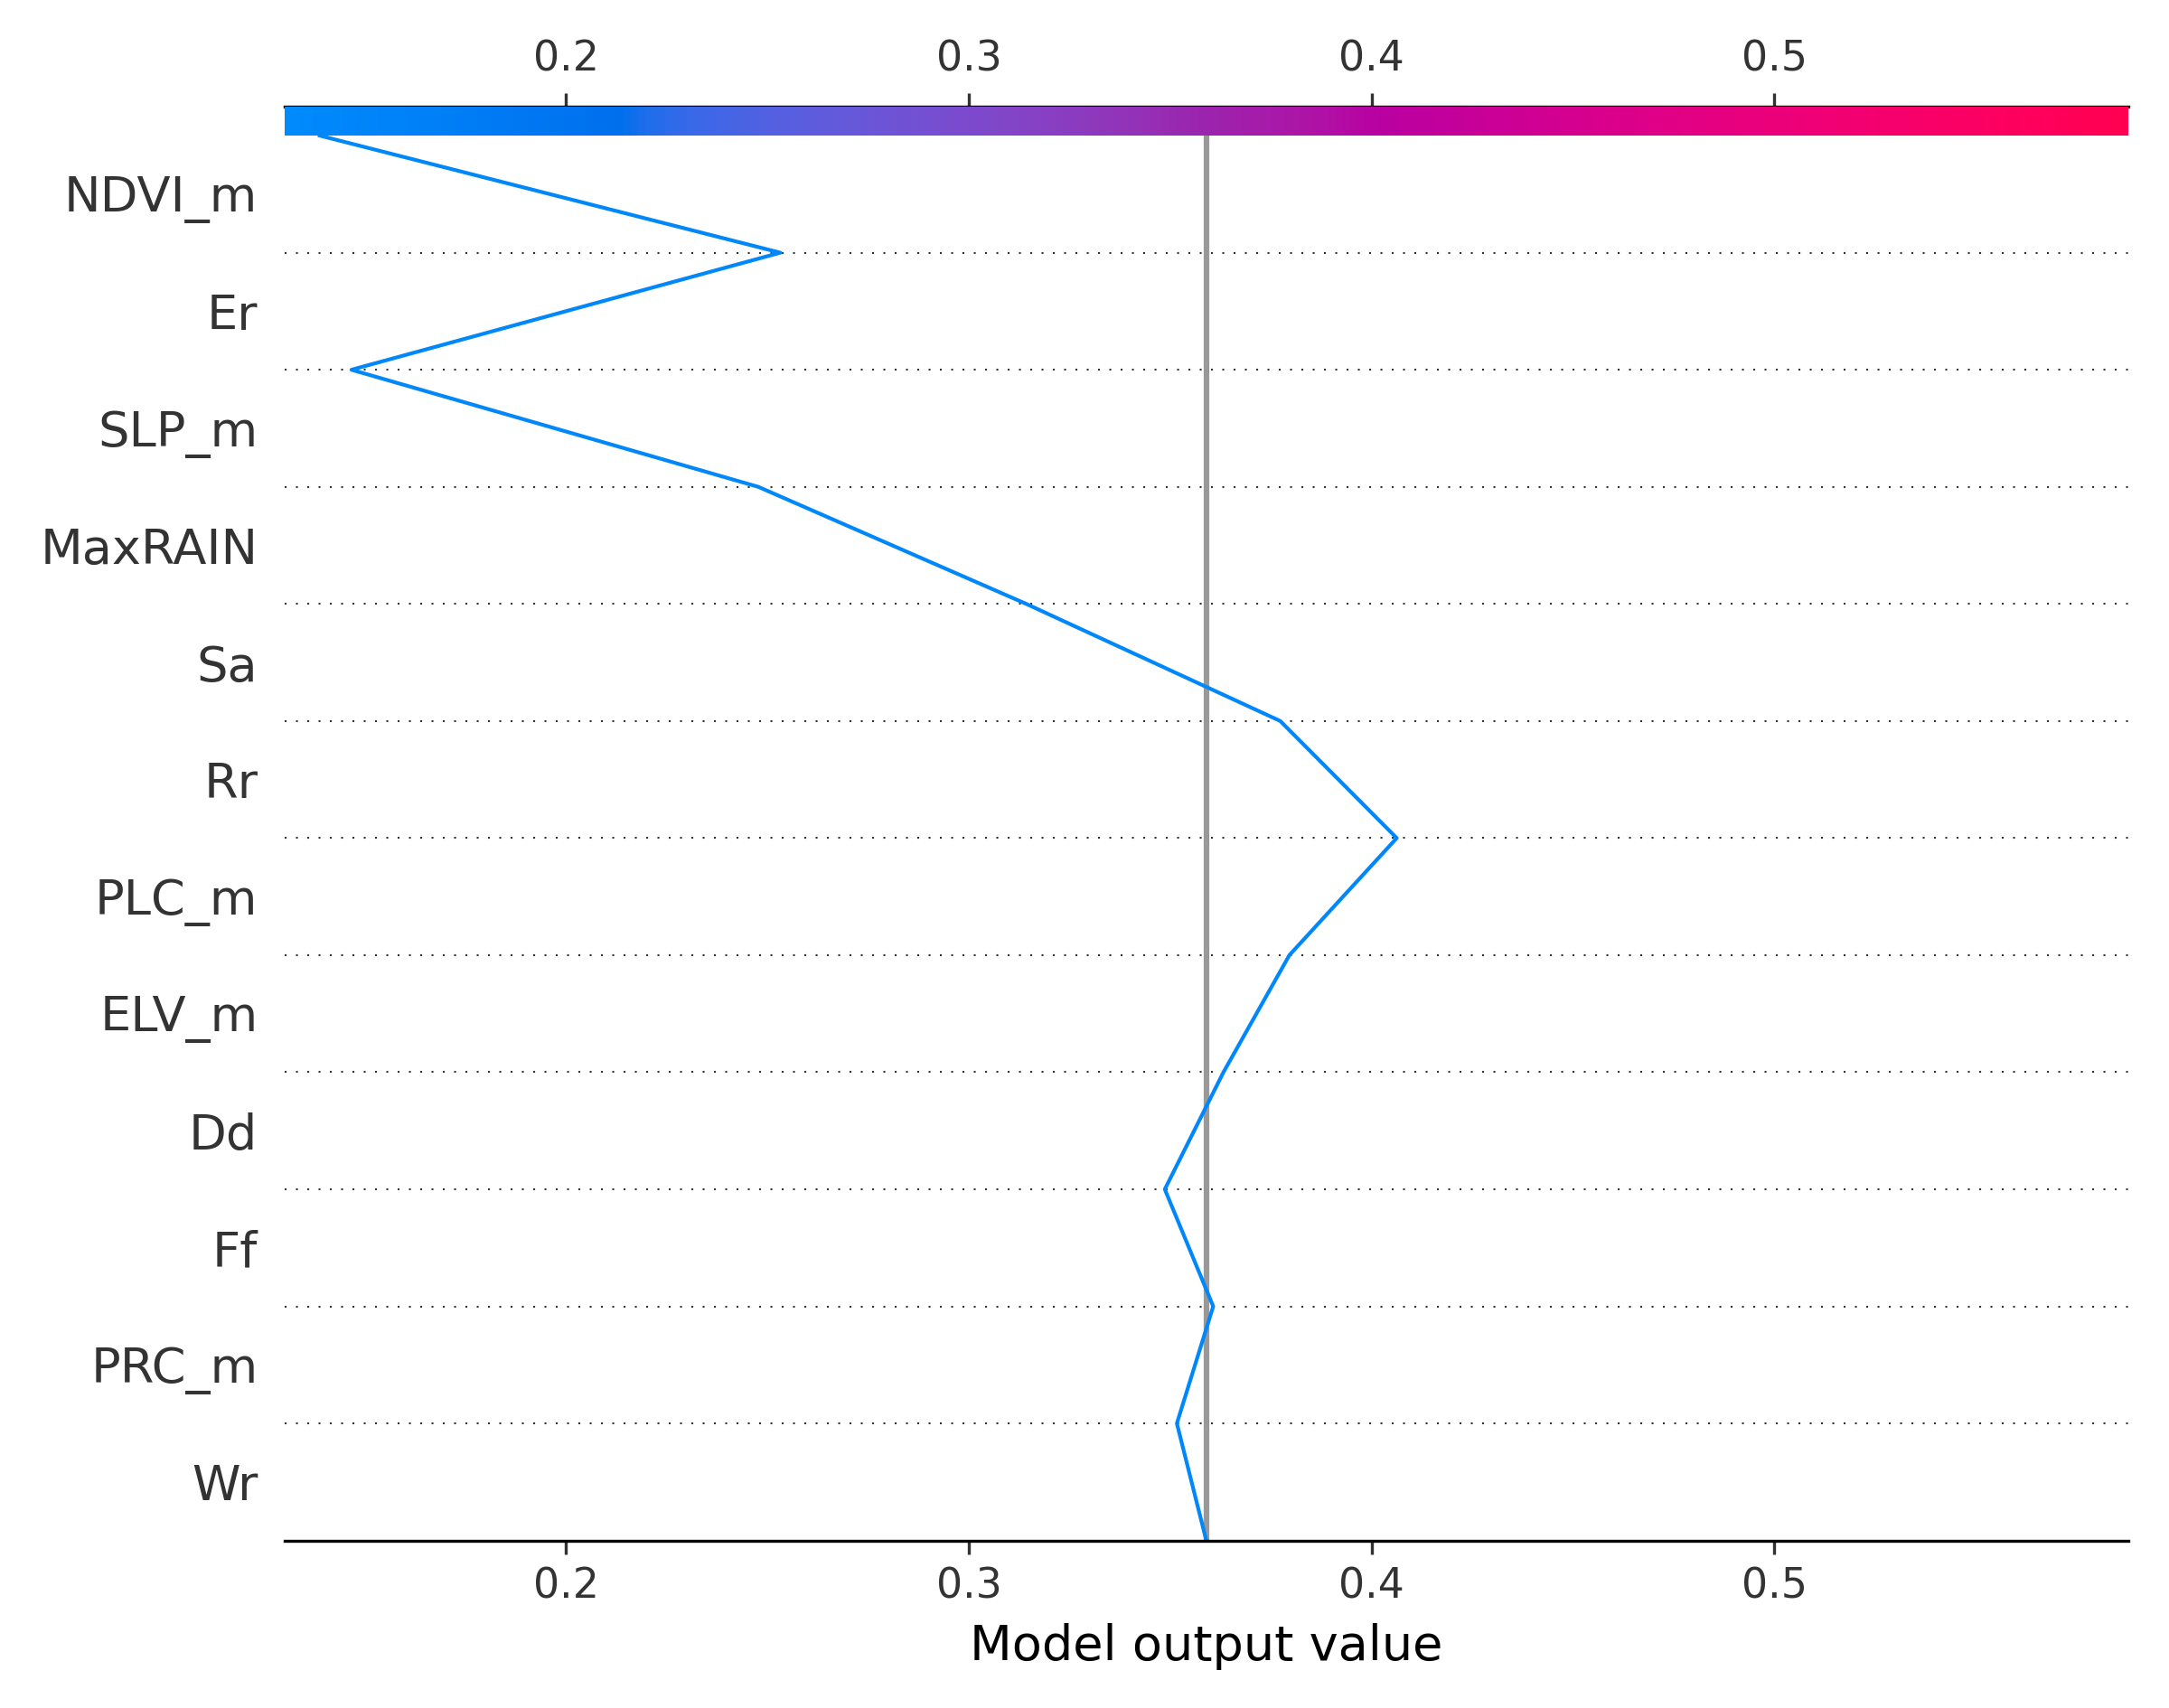 0.2 0.3 0.4 0.5
NDVI_m
Er
SLP_m
MaxRAIN
Sa
Rr
PLC_m
ELV_m
Dd
Ff
PRC_m
Wr
0.2 0.3 0.4 0.5
Model output value